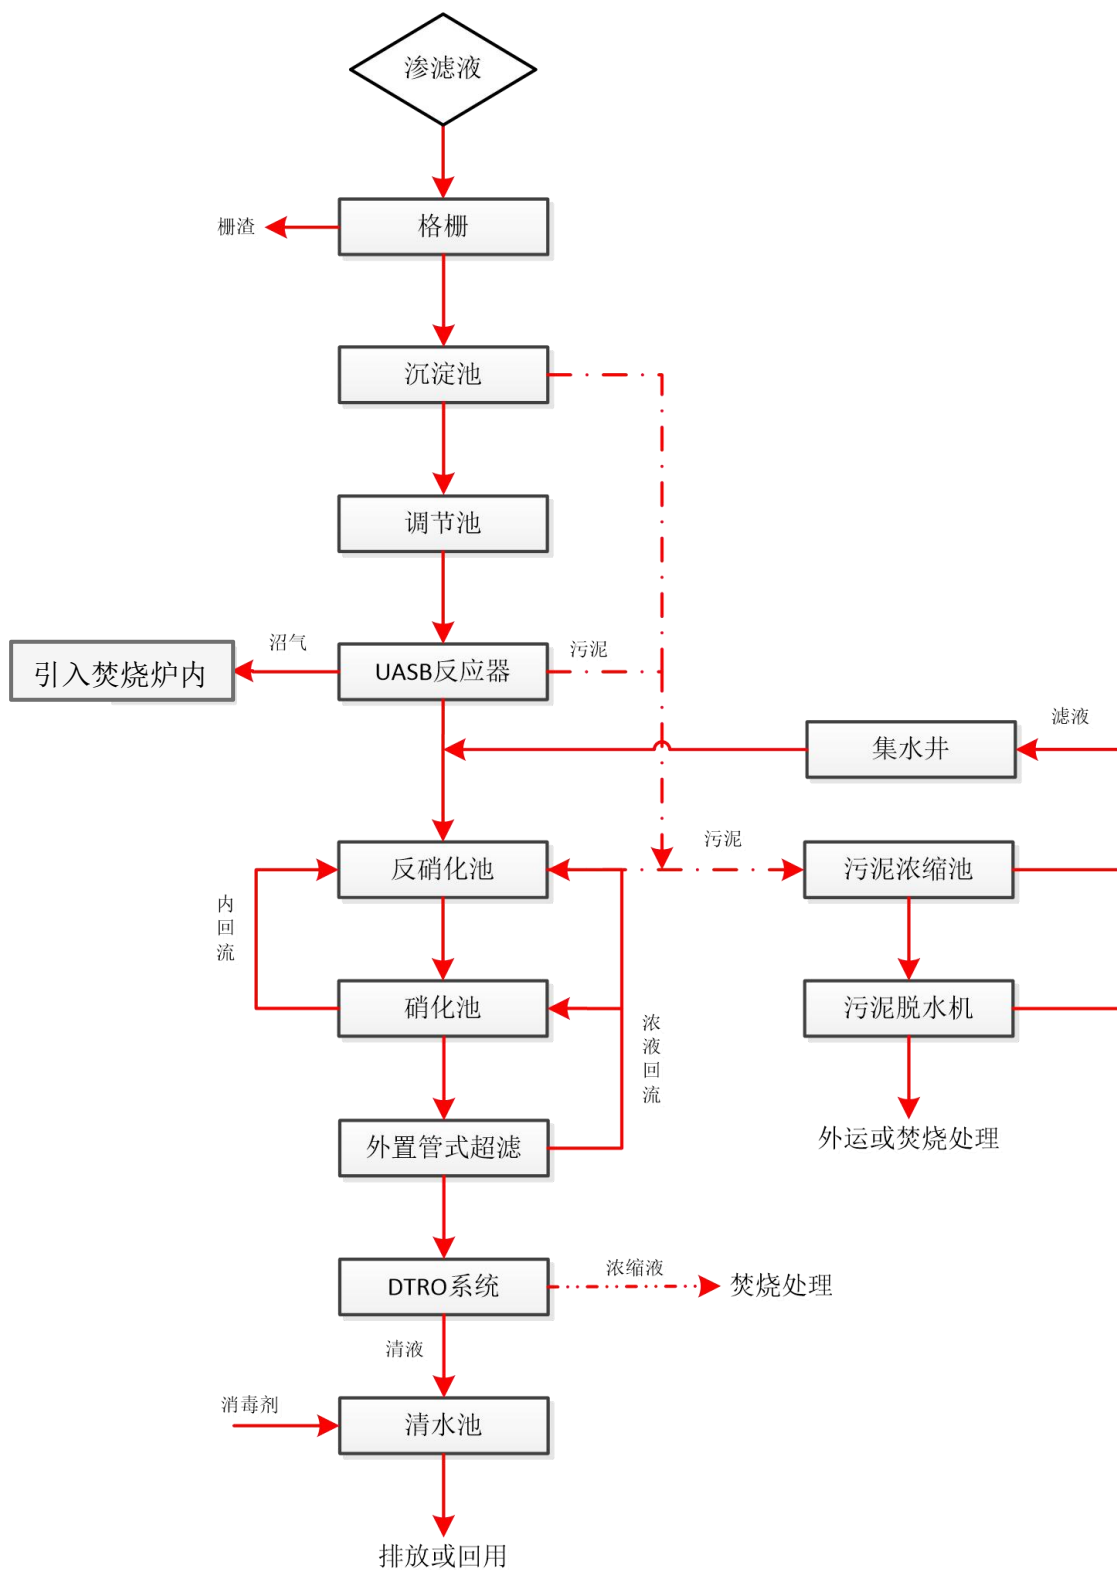 渗滤液
栅渣
格栅
沉淀池
调节池
沼气
污泥
引入焚烧炉内
UASB反应器
滤液
集水井
污泥
反硝化池
污泥浓缩池
内回流
硝化池
污泥脱水机
浓液回流
外置管式超滤
外运或焚烧处理
浓缩液
DTRO系统
焚烧处理
清液
消毒剂
清水池
排放或回用